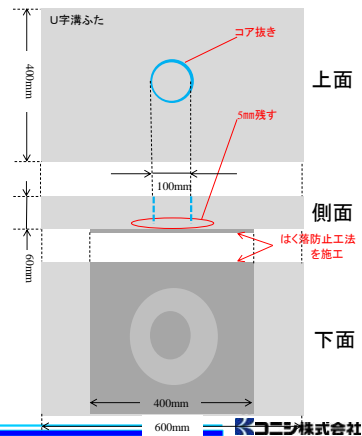 U字溝ふた
コア抜き
400mm
上面
5mm残す
100mm
側面
60mm
はく落防止工法
を施工
下面
400mm
600mm
コニシ株式会社